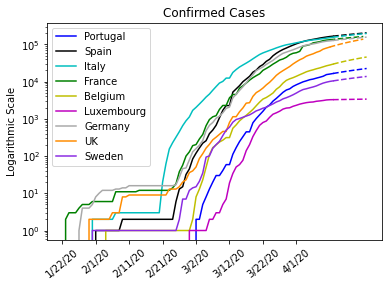 Confirmed Cases
Logarithmic Scale
10^5
10^4
10^3
10^2
10^1
10^0
Portugal
Spain
Italy
France
Belgium
Luxembourg
Germany
UK
Sweden
1/22/20
2/1/20
2/11/20
2/21/20
3/2/20
3/12/20
3/22/20
4/1/20